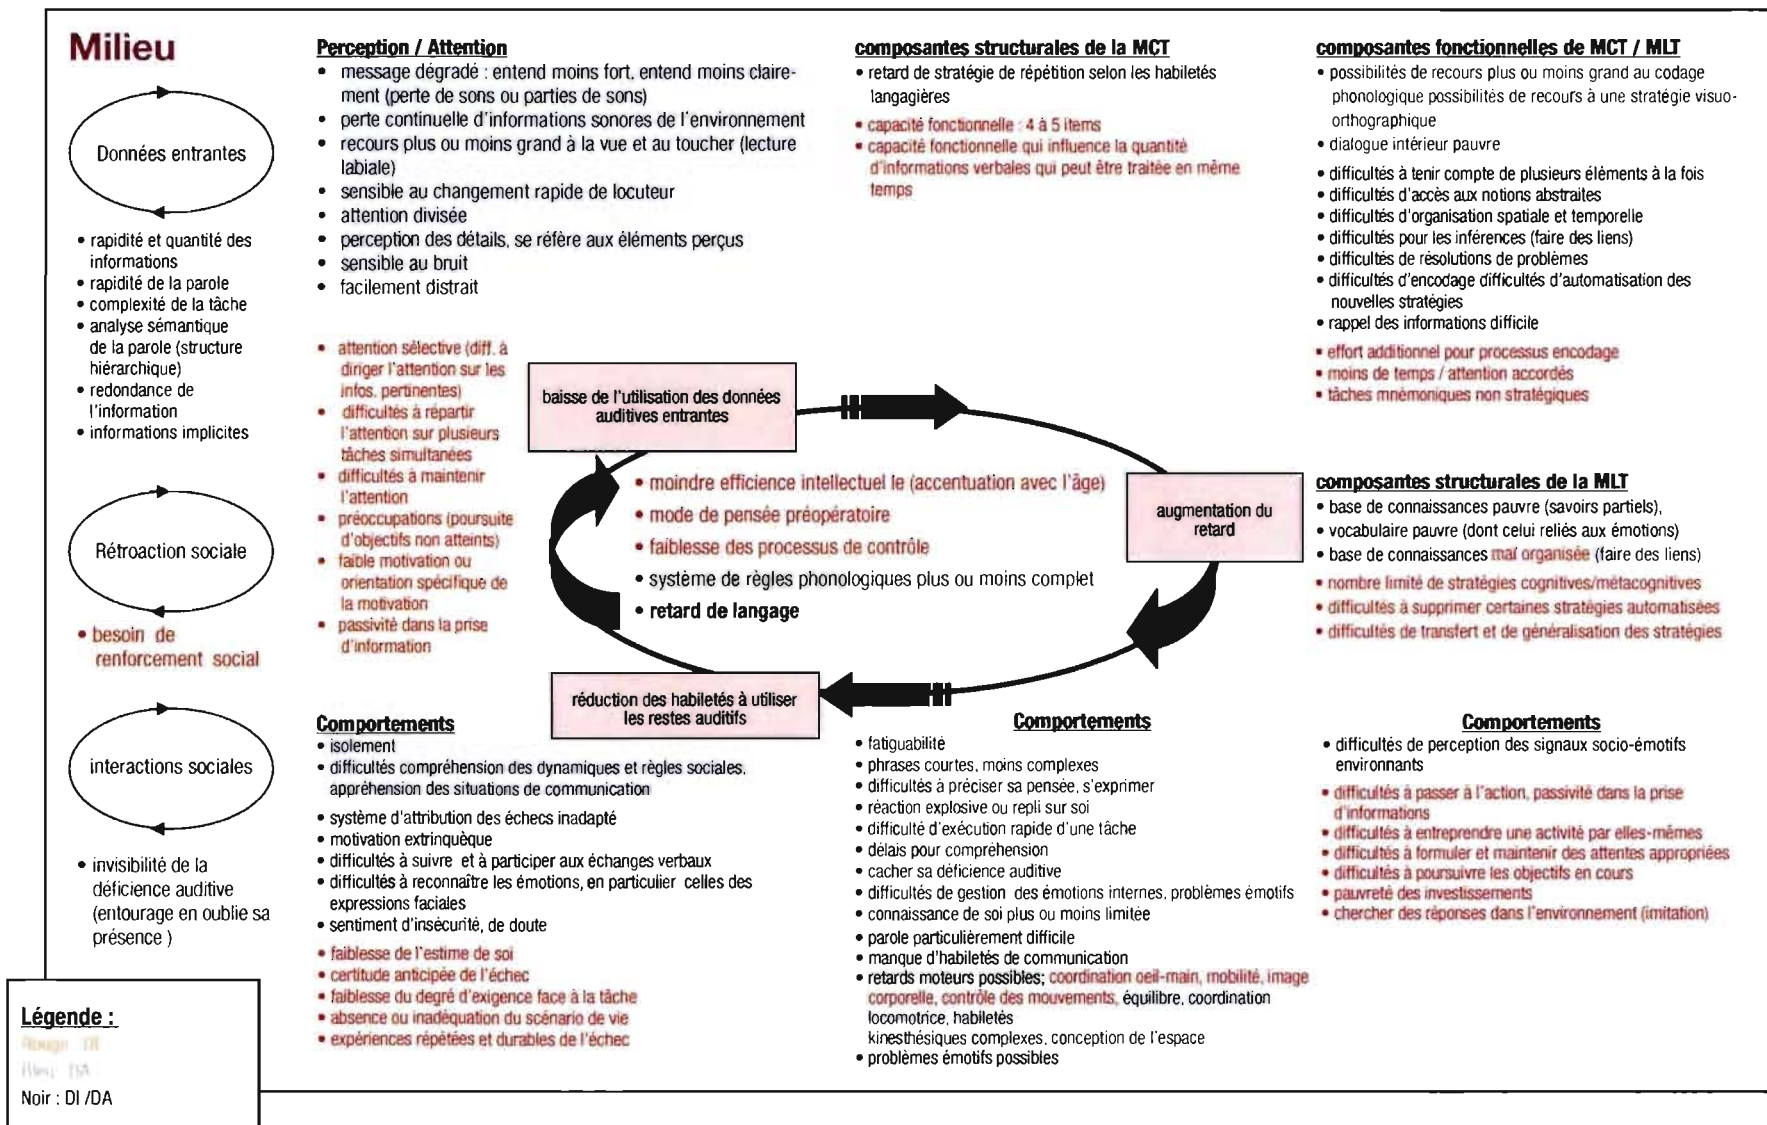 Milieu
Données entrantes
• rapidité et quantité des
informations
• rapidité de la parole
• complexité de la tâche
• analyse sémantique
de la parole (structure
hiérarchique)
• redondance de
l'information
• informations implicites
Rétroaction sociale
• besoin de
renforcement social
interactions sociales
• invisibilité de la
déficience auditive
(entourage en oublie sa
présence )
Légende :
Rouge : DI
Bleu : DA
Noir : DI /DA
Perception / Attention
• message dégradé : entend moins fort, entend moins claire-
ment (perte de sons ou parties de sons)
• perte continuelle d'informations sonores de l'environnement
• recours plus ou moins grand à la vue et au toucher (lecture
labiale)
• sensible au changement rapide de locuteur
• attention divisée
• perception des détails, se réfère aux éléments perçus
• sensible au bruit
• facilement distrait
• attention sélective (diff. à
diriger l'attention sur les
infos. pertinentes)
• difficultés à répartir
l'attention sur plusieurs
tâches simultanées
• difficultés à maintenir
l'attention
• préoccupations (poursuite
d'objectifs non atteints)
• faible motivation ou
orientation spécifique de
la motivation
• passivité dans la prise
d'information
composantes structurales de la MCT
• retard de stratégie de répétition selon les habiletés
langagières
• capacité fonctionnelle : 4 à 5 items
• capacité fonctionnelle qui influence la quantité
d'informations verbales qui peut être traitée en même
temps
composantes fonctionnelles de MCT / MLT
• possibilités de recours plus ou moins grand au codage
phonologique possibilités de recours à une stratégie visuo-
orthographique
• dialogue intérieur pauvre
• difficultés à tenir compte de plusieurs éléments à la fois
• difficultés d'accès aux notions abstraites
• difficultés d'organisation spatiale et temporelle
• difficultés pour les inférences (faire des liens)
• difficultés de résolutions de problèmes
• difficultés d'encodage difficultés d'automatisation des
nouvelles stratégies
• rappel des informations difficile
• effort additionnel pour processus encodage
• moins de temps / attention accordés
• tâches mnémoniques non stratégiques
baisse de l'utilisation des données
auditives entrantes
• moindre efficience intellectuel le (accentuation avec l'âge)
• mode de pensée préopératoire
• faiblesse des processus de contrôle
• système de règles phonologiques plus ou moins complet
• retard de langage
augmentation du
retard
réduction des habiletés à utiliser
les restes auditifs
composantes structurales de la MLT
• base de connaissances pauvre (savoirs partiels),
• vocabulaire pauvre (dont celui reliés aux émotions)
• base de connaissances mal organisée (faire des liens)
• nombre limité de stratégies cognitives/métacognitives
• difficultés à supprimer certaines stratégies automatisées
• difficultés de transfert et de généralisation des stratégies
Comportements
• isolement
• difficultés compréhension des dynamiques et règles sociales,
appréhension des situations de communication
• système d'attribution des échecs inadapté
• motivation extrinquèque
• difficultés à suivre et à participer aux échanges verbaux
• difficultés à reconnaître les émotions, en particulier celles des
expressions faciales
• sentiment d'insécurité, de doute
• faiblesse de l'estime de soi
• certitude anticipée de l'échec
• faiblesse du degré d'exigence face à la tâche
• absence ou inadéquation du scénario de vie
• expériences répétées et durables de l'échec
Comportements
• fatiguabilité
• phrases courtes, moins complexes
• difficultés à préciser sa pensée, s'exprimer
• réaction explosive ou repli sur soi
• difficulté d'exécution rapide d'une tâche
• délais pour compréhension
• cacher sa déficience auditive
• difficultés de gestion des émotions internes, problèmes émotifs
• connaissance de soi plus ou moins limitée
• parole particulièrement difficile
• manque d'habiletés de communication
• retards moteurs possibles; coordination oeil-main, mobilité, image
corporelle, contrôle des mouvements, équilibre, coordination
locomotrice, habiletés
kinesthésiques complexes, conception de l'espace
• problèmes émotifs possibles
Comportements
• difficultés de perception des signaux socio-émotifs
environnants
• difficultés à passer à l'action, passivité dans la prise
d'informations
• difficultés à entreprendre une activité par elles-mêmes
• difficultés à formuler et maintenir des attentes appropriées
• difficultés à poursuivre les objectifs en cours
• pauvreté des investissements
• chercher des réponses dans l'environnement (imitation)